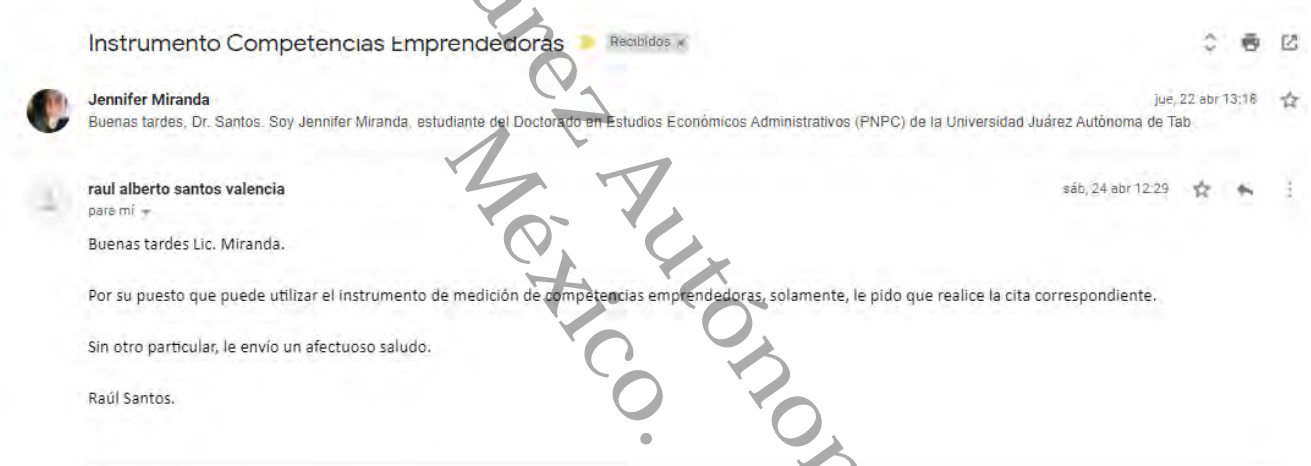 Instrumento Competencias Emprendedoras Recibidos x
Jennifer Miranda jue, 22 abr 13:18
Buenas tardes, Dr. Santos. Soy Jennifer Miranda, estudiante del Doctorado en Estudios Económicos Administrativos (PNPC) de la Universidad Juárez Autónoma de Tab
raul alberto santos valencia sáb, 24 abr 12:29
para mí
Buenas tardes Lic. Miranda.
Por su puesto que puede utilizar el instrumento de medición de competencias emprendedoras, solamente, le pido que realice la cita correspondiente.
Sin otro particular, le envío un afectuoso saludo.
Raúl Santos.
México.